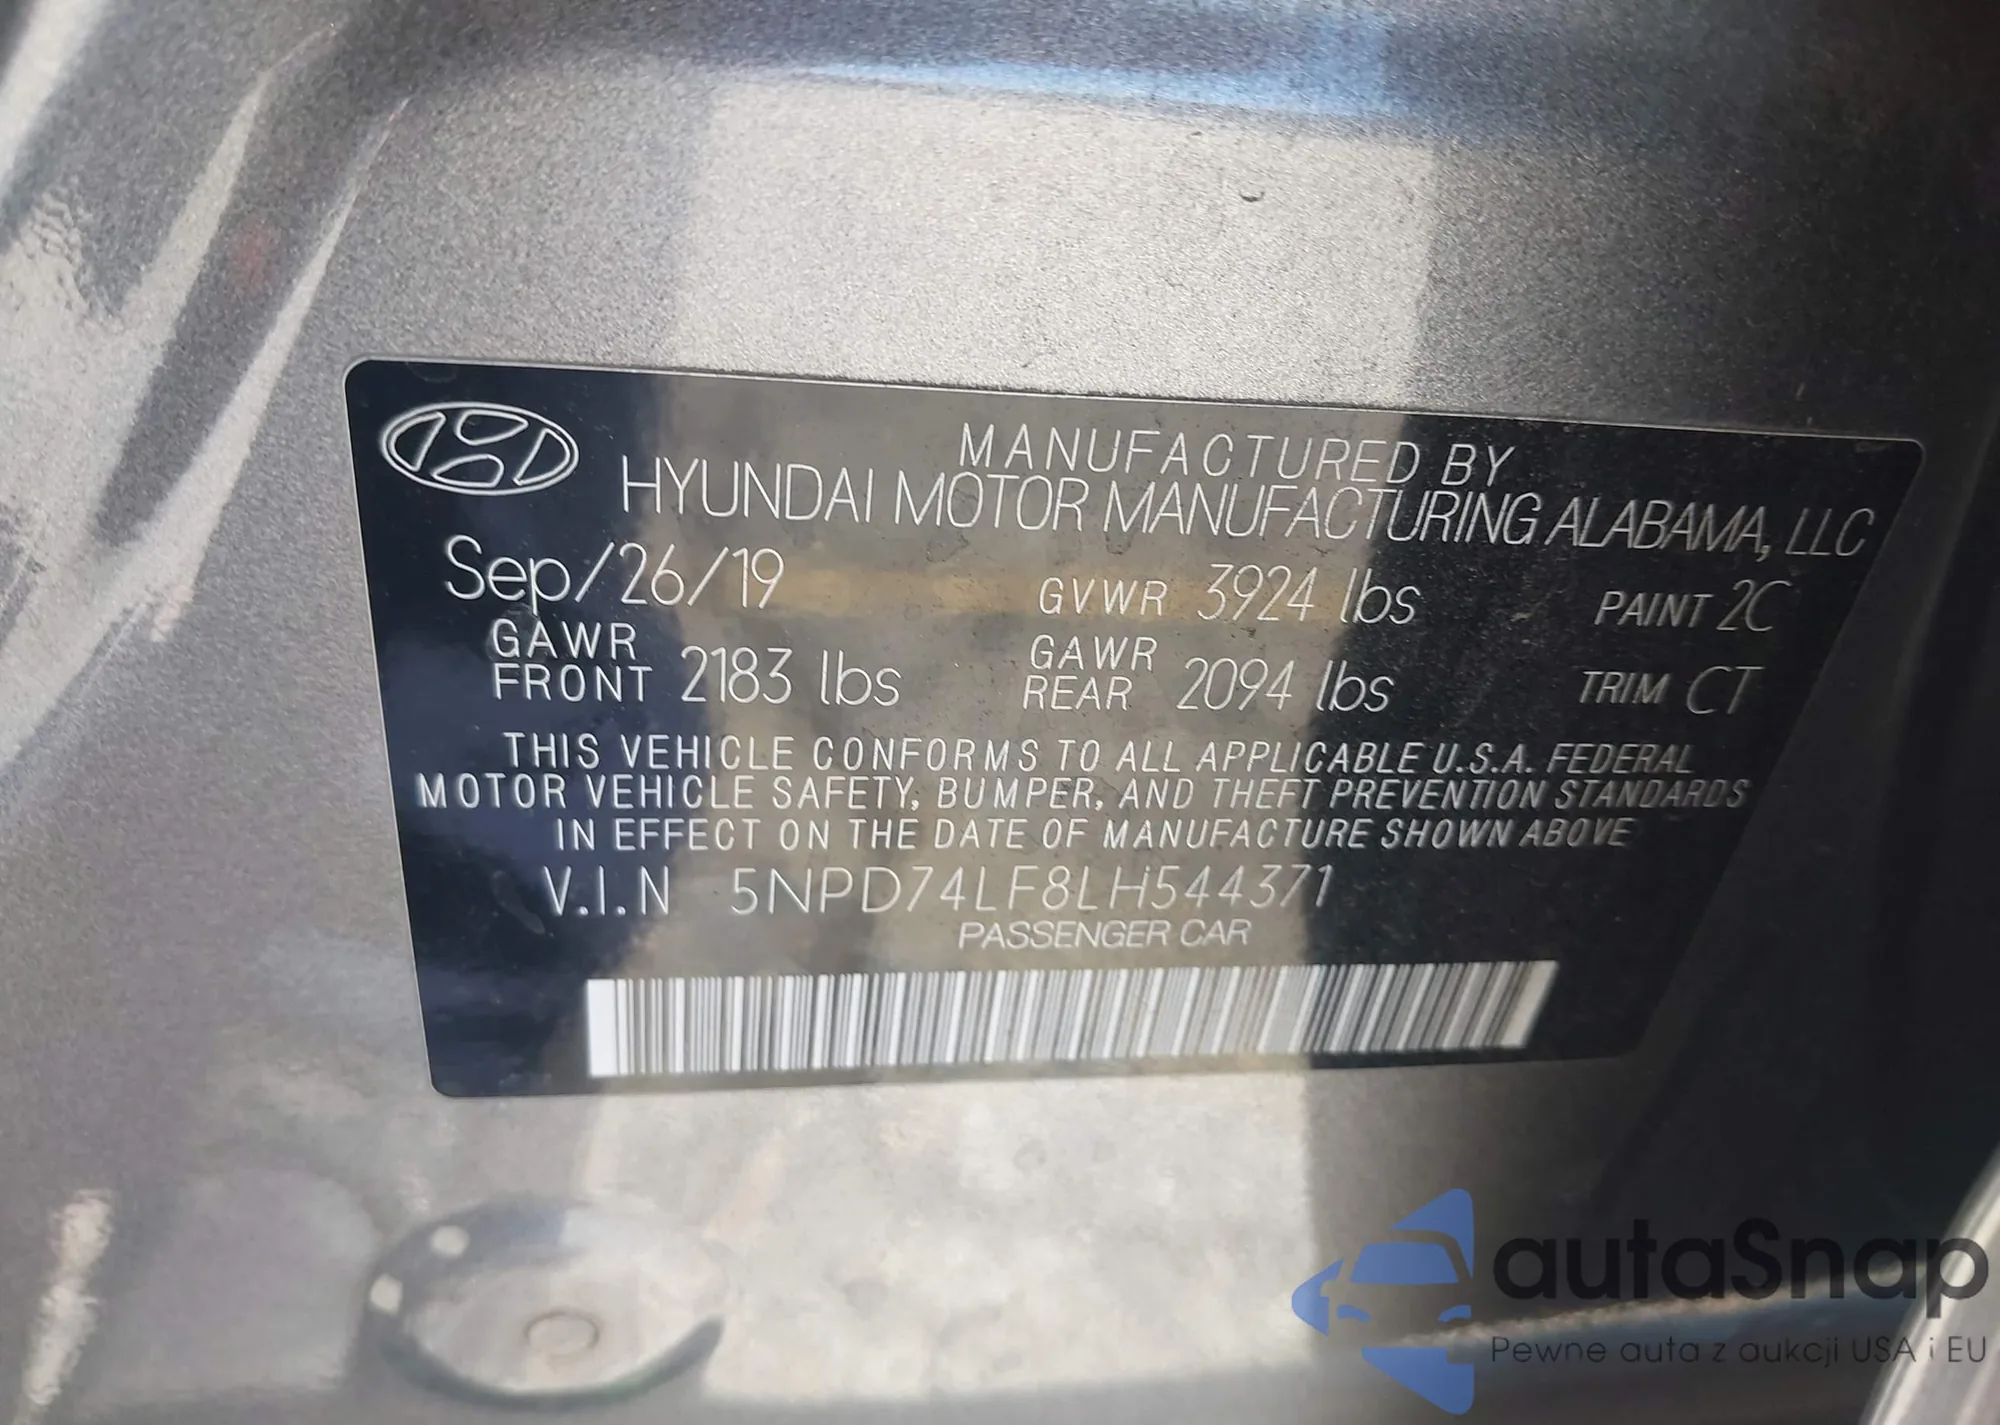 MANUFACTURED BY
HYUNDAI MOTOR MANUFACTURING ALABAMA, LLC
Sep/26/19 GVWR 3924 lbs PAINT 2C
GAWR FRONT 2183 lbs GAWR REAR 2094 lbs TRIM CT
THIS VEHICLE CONFORMS TO ALL APPLICABLE U.S.A. FEDERAL
MOTOR VEHICLE SAFETY, BUMPER, AND THEFT PREVENTION STANDARDS
IN EFFECT ON THE DATE OF MANUFACTURE SHOWN ABOVE
V.I.N 5NPD74LF8LH544371
PASSENGER CAR
autaSnap
Pewne auta z aukcji USA i EU